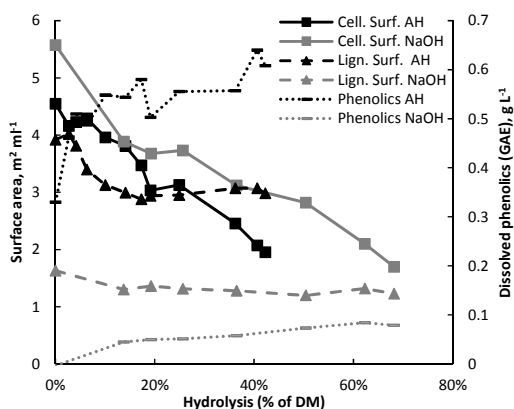 6
5
4
3
2
1
0
Surface area, m² ml⁻¹
0.7
0.6
0.5
0.4
0.3
0.2
0.1
0
Dissolved phenolics (GAE), g L⁻¹
Cell. Surf. AH
Cell. Surf. NaOH
Lign. Surf. AH
Lign. Surf. NaOH
Phenolics AH
Phenolics NaOH
0% 20% 40% 60% 80%
Hydrolysis (% of DM)